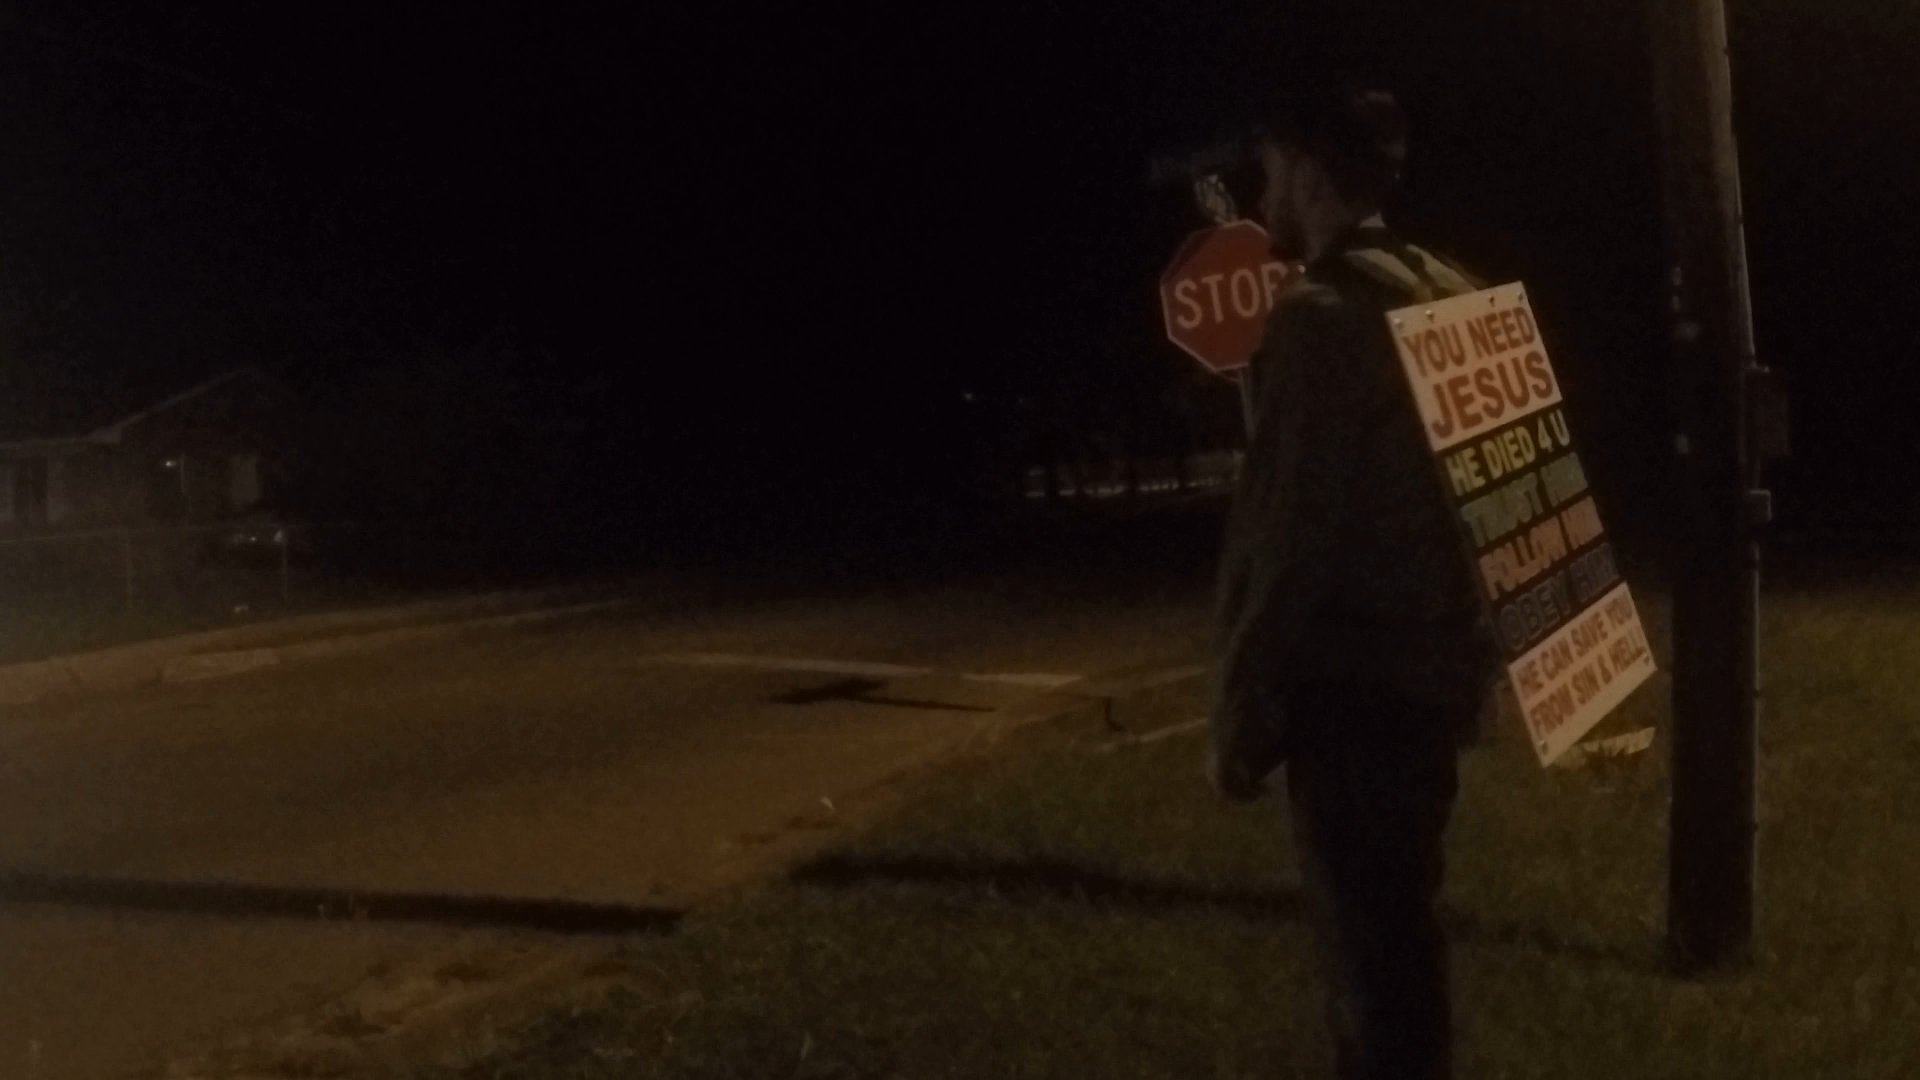 STOP
YOU NEED
JESUS
HE DIED 4 U
TRUST HIM
FOLLOW HIM
OBEY HIM
HE CAN SAVE YOU
FROM SIN & HELL!